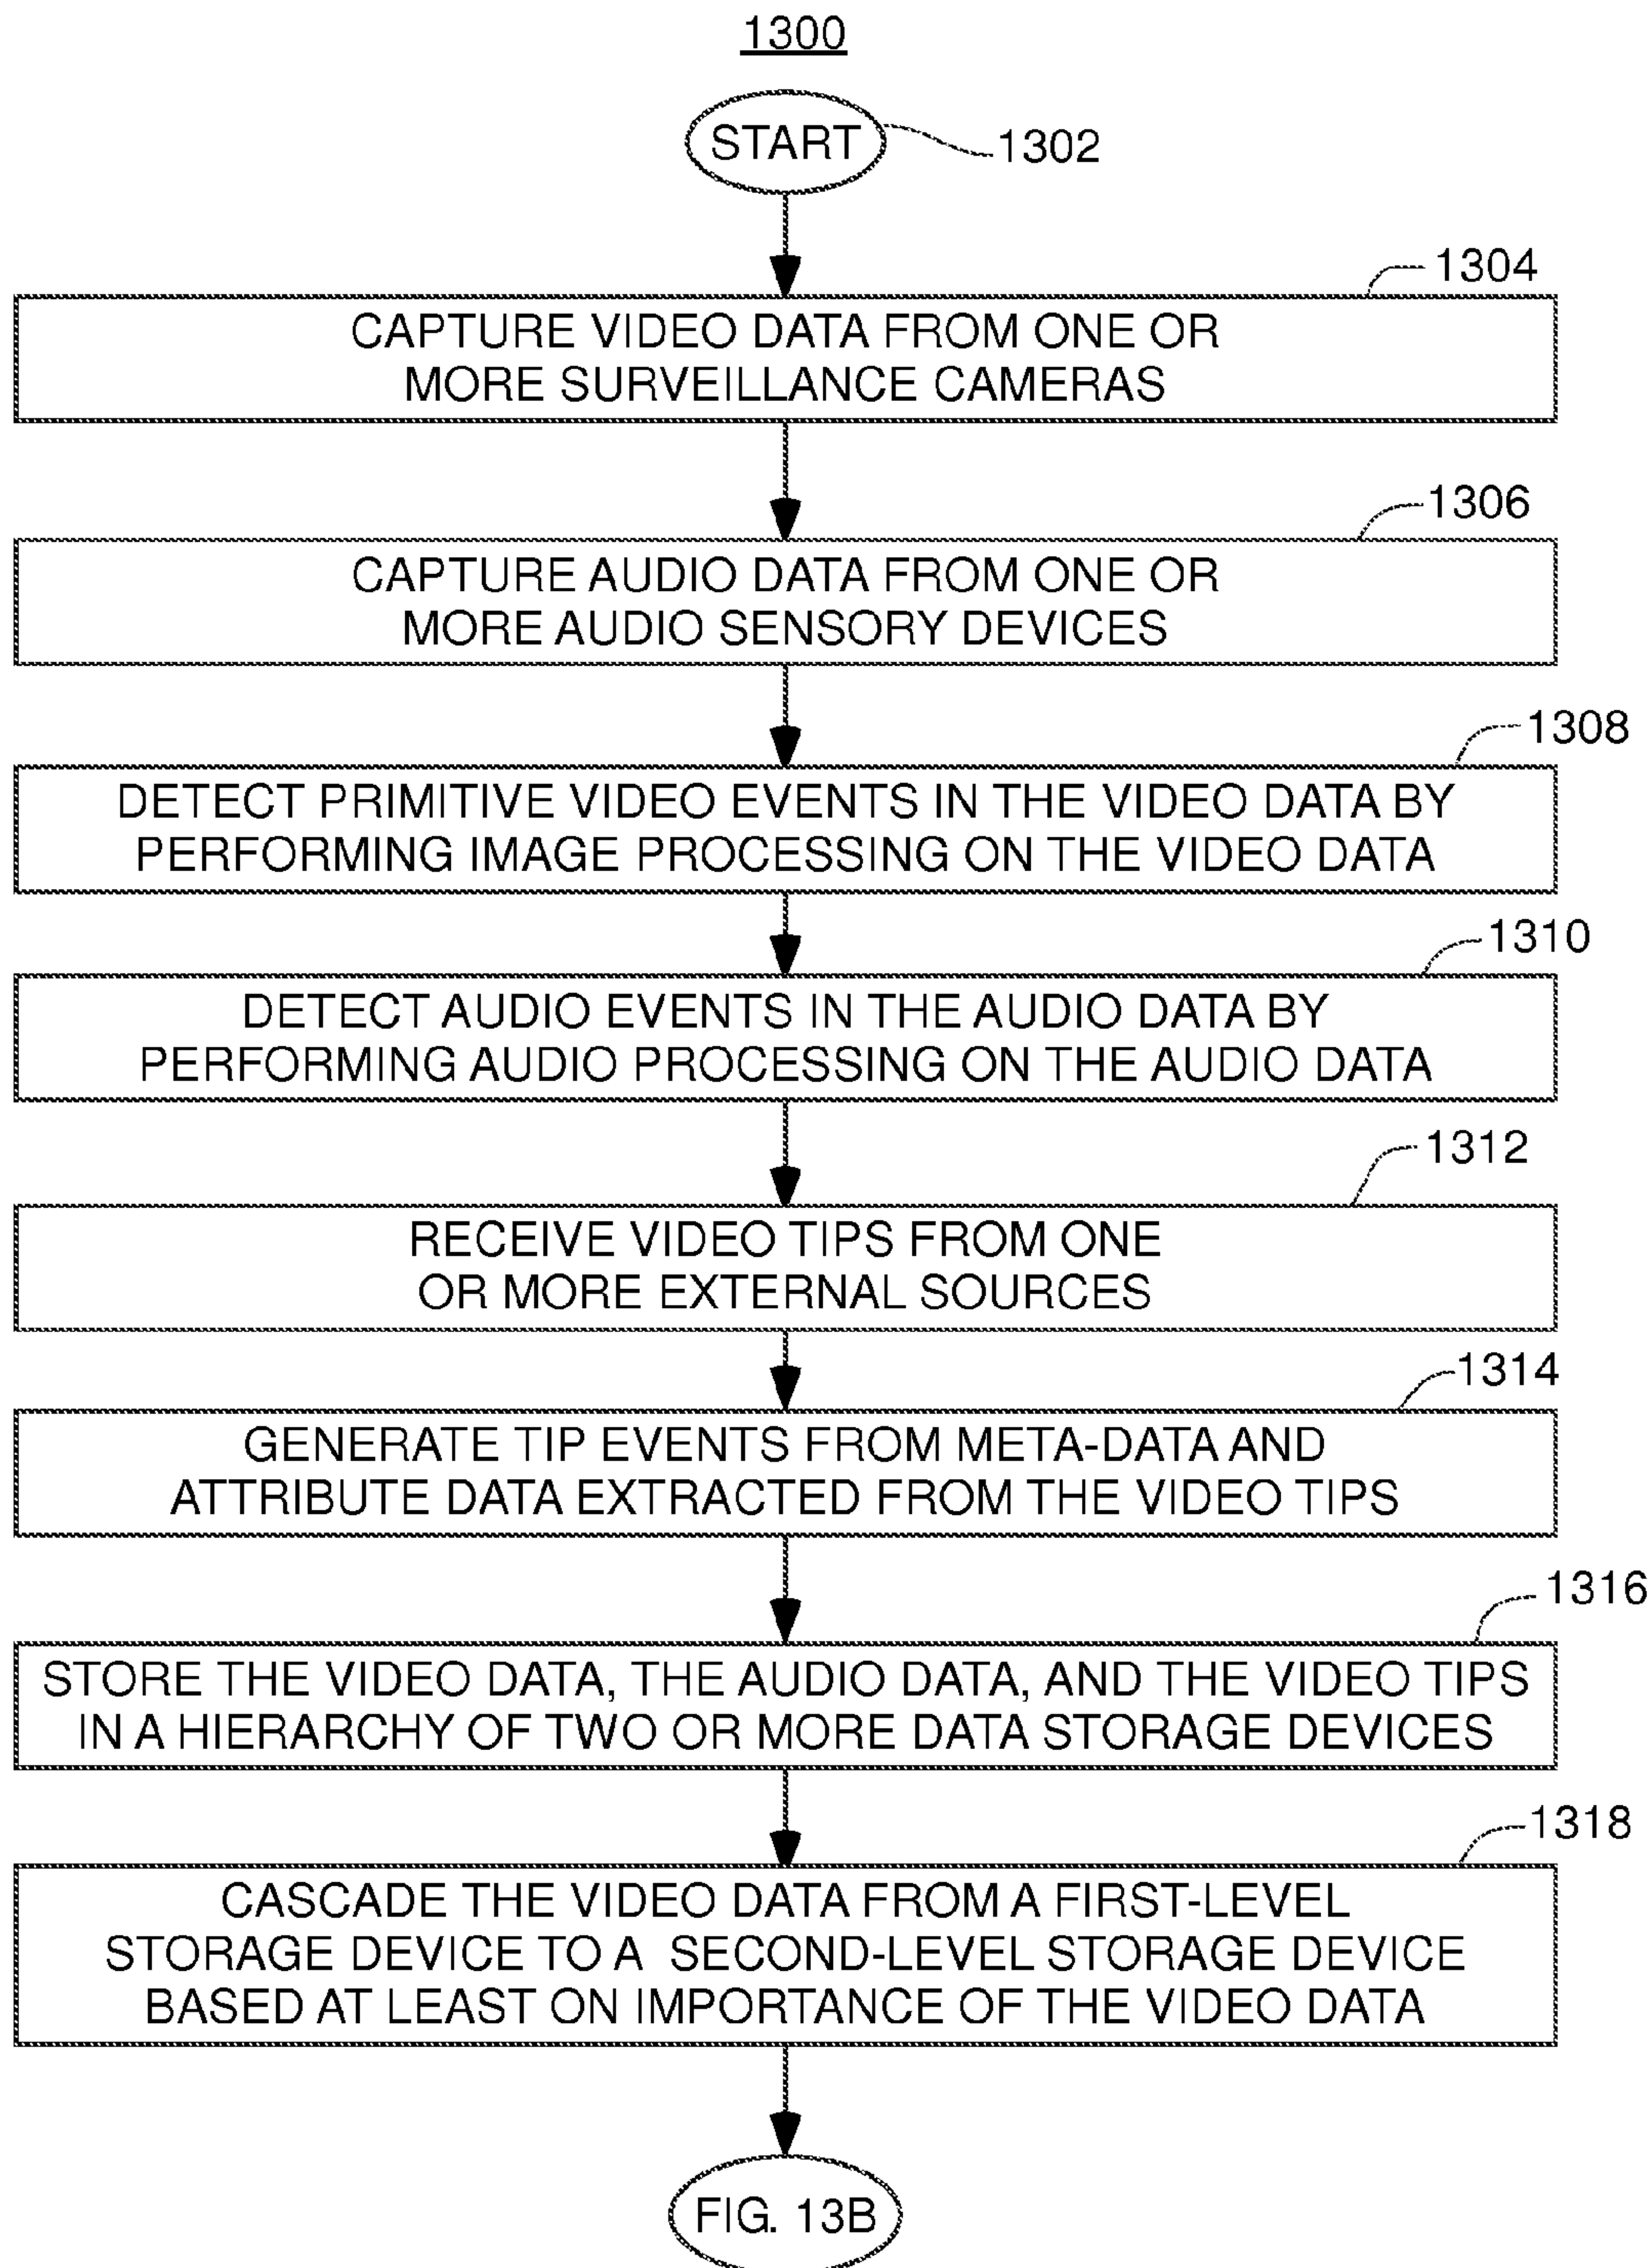 1300
START
1302
1304
CAPTURE VIDEO DATA FROM ONE OR
MORE SURVEILLANCE CAMERAS
1306
CAPTURE AUDIO DATA FROM ONE OR
MORE AUDIO SENSORY DEVICES
1308
DETECT PRIMITIVE VIDEO EVENTS IN THE VIDEO DATA BY
PERFORMING IMAGE PROCESSING ON THE VIDEO DATA
1310
DETECT AUDIO EVENTS IN THE AUDIO DATA BY
PERFORMING AUDIO PROCESSING ON THE AUDIO DATA
1312
RECEIVE VIDEO TIPS FROM ONE
OR MORE EXTERNAL SOURCES
1314
GENERATE TIP EVENTS FROM META-DATA AND
ATTRIBUTE DATA EXTRACTED FROM THE VIDEO TIPS
1316
STORE THE VIDEO DATA, THE AUDIO DATA, AND THE VIDEO TIPS
IN A HIERARCHY OF TWO OR MORE DATA STORAGE DEVICES
1318
CASCADE THE VIDEO DATA FROM A FIRST-LEVEL
STORAGE DEVICE TO A SECOND-LEVEL STORAGE DEVICE
BASED AT LEAST ON IMPORTANCE OF THE VIDEO DATA
FIG. 13B